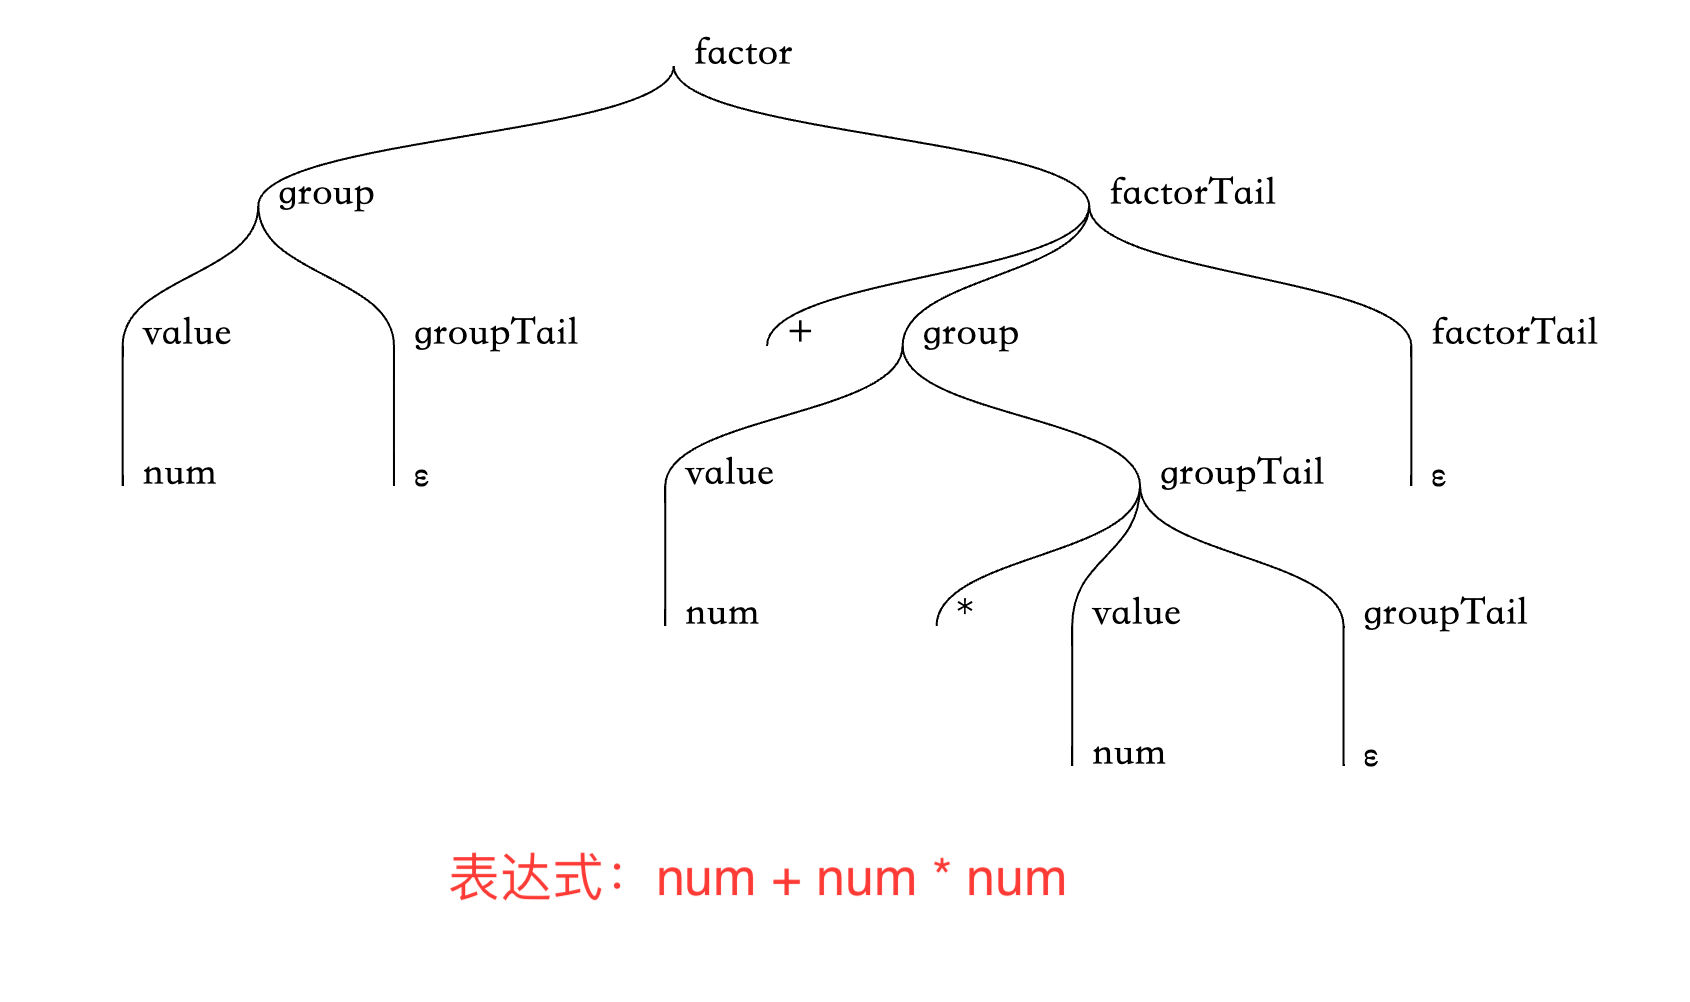 factor
group factorTail
value groupTail + group factorTail
num ε value groupTail ε
num * value groupTail
num ε
表达式：num + num * num